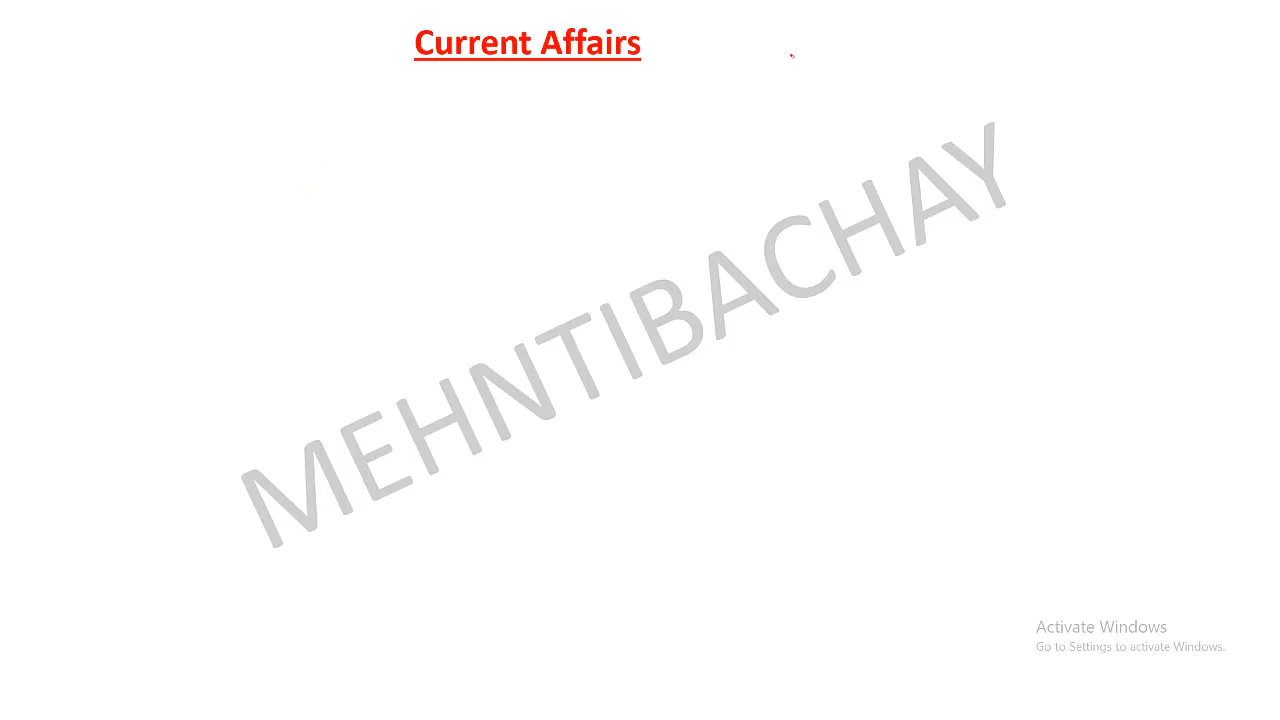 Current Affairs
MEHNTIBACHAY
Activate Windows
Go to Settings to activate Windows.